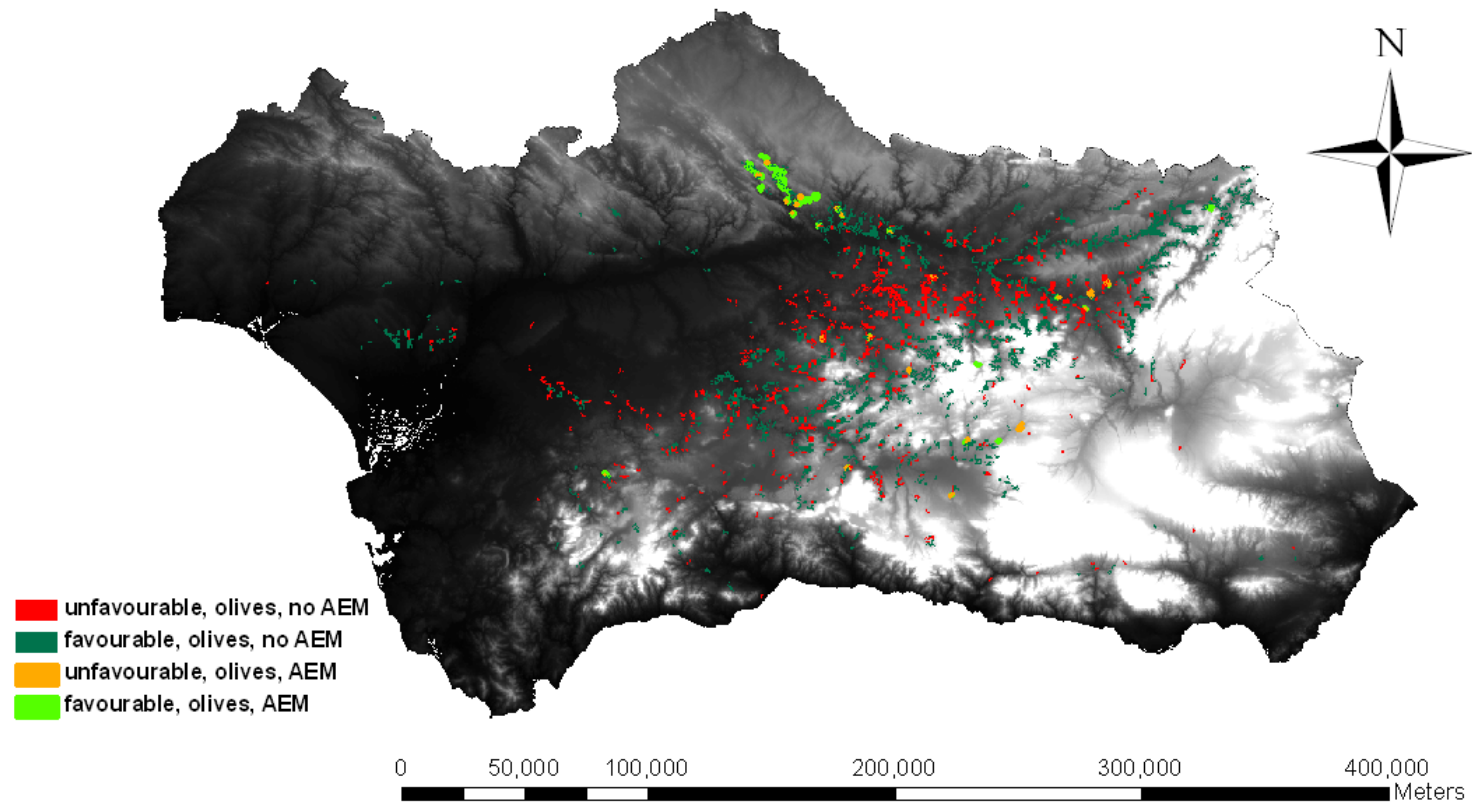 N
unfavourable, olives, no AEM
favourable, olives, no AEM
unfavourable, olives, AEM
favourable, olives, AEM
0 50,000 100,000 200,000 300,000 400,000
Meters